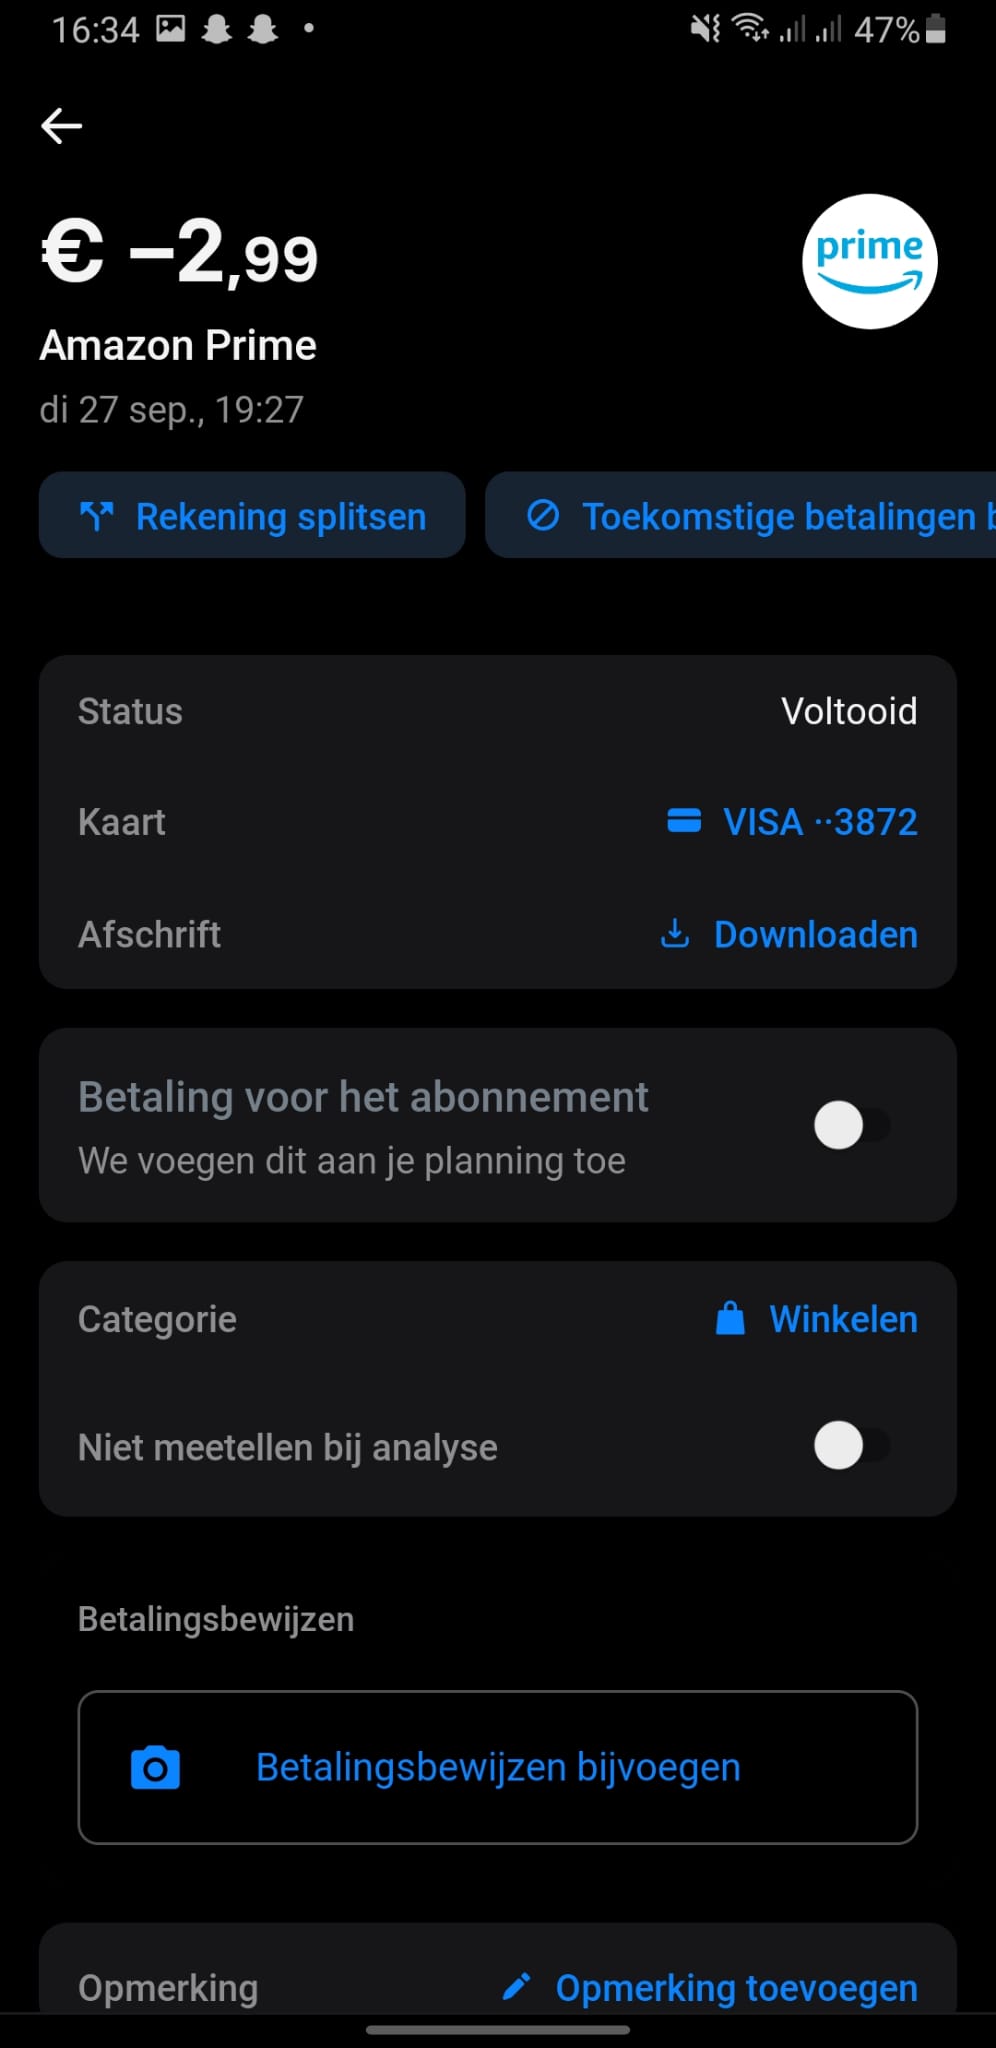 16:34
47%
€ −2,99
prime
Amazon Prime
di 27 sep., 19:27
Rekening splitsen
Toekomstige betalingen
Status
Voltooid
Kaart
VISA ··3872
Afschrift
Downloaden
Betaling voor het abonnement
We voegen dit aan je planning toe
Categorie
Winkelen
Niet meetellen bij analyse
Betalingsbewijzen
Betalingsbewijzen bijvoegen
Opmerking
Opmerking toevoegen